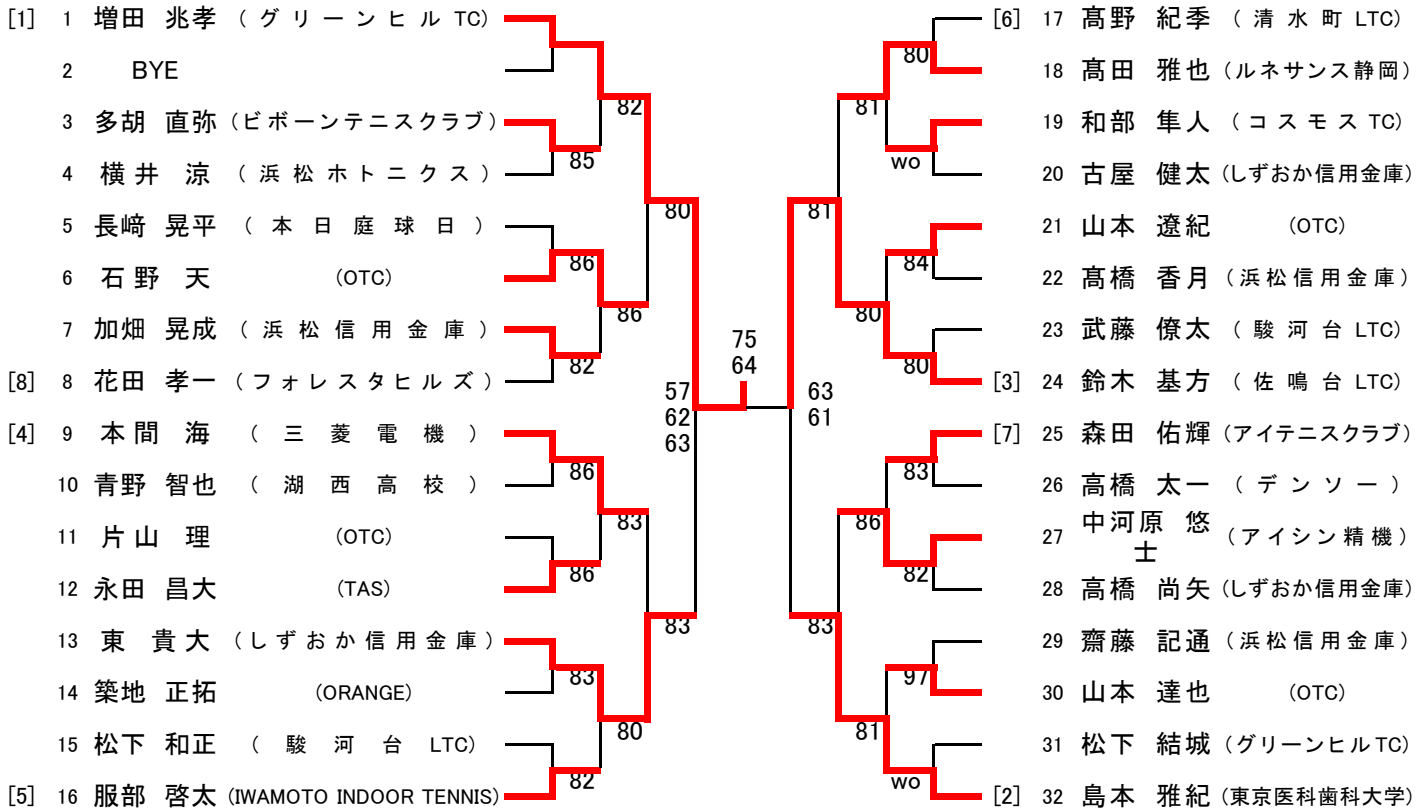 [1] 1 増田 兆孝 (グリーンヒル TC)
2 BYE
82
3 多胡 直弥 (ビボーンテニスクラブ)
85
4 横井 涼 (浜松ホトニクス)
80
5 長﨑 晃平 (本日庭球日)
86
6 石野 天 (OTC)
86
7 加畑 晃成 (浜松信用金庫)
82
[8] 8 花田 孝一 (フォレスタヒルズ)
57
62
63
[4] 9 本間 海 (三菱電機)
86
10 青野 智也 (湖西高校)
83
11 片山 理 (OTC)
86
12 永田 昌大 (TAS)
83
13 東 貴大 (しずおか信用金庫)
83
14 築地 正拓 (ORANGE)
80
15 松下 和正 (駿河台 LTC)
82
[5] 16 服部 啓太 (IWAMOTO INDOOR TENNIS)
75
64
[6] 17 髙野 紀季 (清水町 LTC)
80
18 髙田 雅也 (ルネサンス静岡)
81
19 和部 隼人 (コスモス TC)
wo
20 古屋 健太 (しずおか信用金庫)
81
21 山本 遼紀 (OTC)
84
22 髙橋 香月 (浜松信用金庫)
80
23 武藤 僚太 (駿河台 LTC)
80
[3] 24 鈴木 基方 (佐鳴台 LTC)
63
61
[7] 25 森田 佑輝 (アイテニスクラブ)
83
26 高橋 太一 (デンソー)
86
27 中河原 悠士 (アイシン精機)
82
28 高橋 尚矢 (しずおか信用金庫)
83
29 齋藤 記通 (浜松信用金庫)
97
30 山本 達也 (OTC)
81
31 松下 結城 (グリーンヒルTC)
wo
[2] 32 島本 雅紀 (東京医科歯科大学)